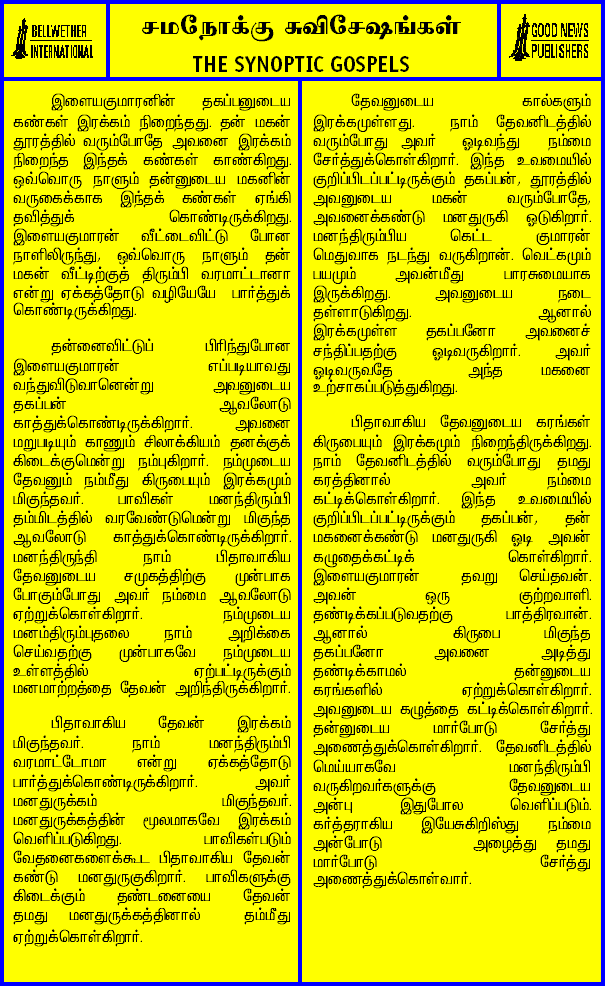 BELLWETHER
INTERNATIONAL
சமநோக்கு சுவிசேஷங்கள்
THE SYNOPTIC GOSPELS
GOOD NEWS
PUBLISHERS
இளையகுமாரனின் தகப்பனுடைய
கண்கள் இரக்கம் நிறைந்தது. தன் மகன்
தூரத்தில் வரும்போதே அவனை இரக்கம்
நிறைந்த இந்தக் கண்கள் காண்கிறது.
ஒவ்வொரு நாளும் தன்னுடைய மகனின்
வருகைக்காக இந்தக் கண்கள் ஏங்கி
தவித்துக் கொண்டிருக்கிறது.
இளையகுமாரன் வீட்டைவிட்டு போன
நாளிலிருந்து, ஒவ்வொரு நாளும் தன்
மகன் வீட்டிற்குத் திரும்பி வரமாட்டானா
என்று ஏக்கத்தோடு வழியேயே பார்த்துக்
கொண்டிருக்கிறது.
தன்னைவிட்டுப் பிரிந்துபோன
இளையகுமாரன் எப்படியாவது
வந்துவிடுவானென்று அவனுடைய
தகப்பன் ஆவலோடு
காத்துக்கொண்டிருக்கிறார். அவனை
மறுபடியும் காணும் சிலாக்கியம் தனக்குக்
கிடைக்குமென்று நம்புகிறார். நம்முடைய
தேவனும் நம்மீது கிருபையும் இரக்கமும்
மிகுந்தவர். பாவிகள் மனந்திரும்பி
தம்மிடத்தில் வரவேண்டுமென்று மிகுந்த
ஆவலோடு காத்துக்கொண்டிருக்கிறார்.
மனந்திருந்தி நாம் பிதாவாகிய
தேவனுடைய சமுகத்திற்கு முன்பாக
போகும்போது அவர் நம்மை ஆவலோடு
ஏற்றுக்கொள்கிறார். நம்முடைய
மனம்திரும்புதலை நாம் அறிக்கை
செய்வதற்கு முன்பாகவே நம்முடைய
உள்ளத்தில் ஏற்பட்டிருக்கும்
மனமாற்றத்தை தேவன் அறிந்திருக்கிறார்.
பிதாவாகிய தேவன் இரக்கம்
மிகுந்தவர். நாம் மனந்திரும்பி
வரமாட்டோமா என்று ஏக்கத்தோடு
பார்த்துக்கொண்டிருக்கிறார். அவர்
மனதுருக்கம் மிகுந்தவர்.
மனதுருக்கத்தின் மூலமாகவே இரக்கம்
வெளிப்படுகிறது. பாவிகள்படும்
வேதனைகளைக்கூட பிதாவாகிய தேவன்
கண்டு மனதுருகுகிறார். பாவிகளுக்கு
கிடைக்கும் தண்டனையை தேவன்
தமது மனதுருக்கத்தினால் தம்மீது
ஏற்றுக்கொள்கிறார்.
தேவனுடைய கால்களும்
இரக்கமுள்ளது. நாம் தேவனிடத்தில்
வரும்போது அவர் ஓடிவந்து நம்மை
சேர்த்துக்கொள்கிறார். இந்த உவமையில்
குறிப்பிடப்பட்டிருக்கும் தகப்பன், தூரத்தில்
அவனுடைய மகன் வரும்போதே,
அவனைக்கண்டு மனதுருகி ஓடுகிறார்.
மனந்திரும்பிய கெட்ட குமாரன்
மெதுவாக நடந்து வருகிறான். வெட்கமும்
பயமும் அவன்மீது பாரசுமையாக
இருக்கிறது. அவனுடைய நடை
தள்ளாடுகிறது. ஆனால்
இரக்கமுள்ள தகப்பனோ அவனைச்
சந்திப்பதற்கு ஓடிவருகிறார். அவர்
ஓடிவருவதே அந்த மகனை
உற்சாகப்படுத்துகிறது.
பிதாவாகிய தேவனுடைய கரங்கள்
கிருபையும் இரக்கமும் நிறைந்திருக்கிறது.
நாம் தேவனிடத்தில் வரும்போது தமது
கரத்தினால் அவர் நம்மை
கட்டிக்கொள்கிறார். இந்த உவமையில்
குறிப்பிடப்பட்டிருக்கும் தகப்பன், தன்
மகனைக்கண்டு மனதுருகி ஓடி அவன்
கழுதைக்கட்டிக் கொள்கிறார்.
இளையகுமாரன் தவறு செய்தவன்.
அவன் ஒரு குற்றவாளி.
தண்டிக்கப்படுவதற்கு பாத்திரவான்.
ஆனால் கிருபை மிகுந்த
தகப்பனோ அவனை அடித்து
தண்டிக்காமல் தன்னுடைய
கரங்களில் ஏற்றுக்கொள்கிறார்.
அவனுடைய கழுத்தை கட்டிக்கொள்கிறார்.
தன்னுடைய மார்போடு சேர்த்து
அணைத்துக்கொள்கிறார். தேவனிடத்தில்
மெய்யாகவே மனந்திரும்பி
வருகிறவர்களுக்கு தேவனுடைய
அன்பு இதுபோல வெளிப்படும்.
கர்த்தராகிய இயேசுகிறிஸ்து நம்மை
அன்போடு அழைத்து தமது
மார்போடு சேர்த்து
அணைத்துக்கொள்வார்.